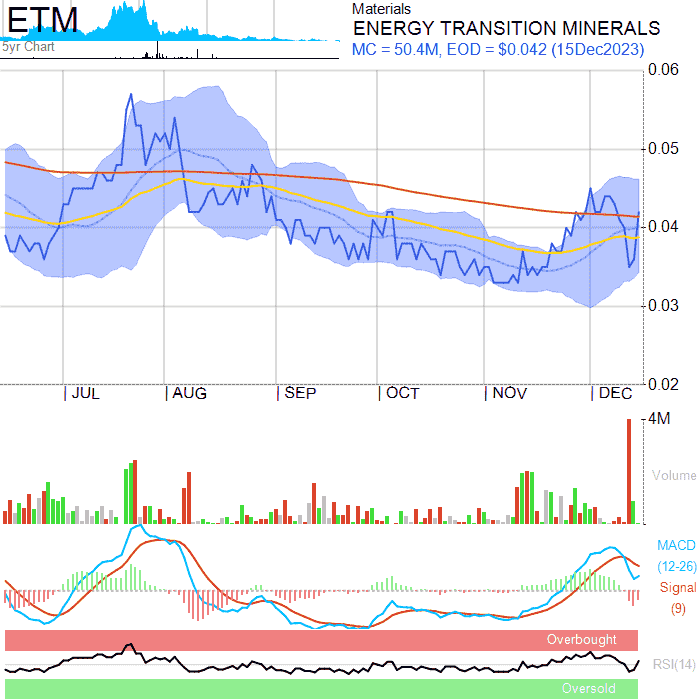 ETM
5yr Chart
Materials
ENERGY TRANSITION MINERALS
MC = 50.4M, EOD = $0.042 (15Dec2023)
0.06
0.05
0.04
0.03
0.02
JUL AUG SEP OCT NOV DEC
4M
Volume
MACD
(12-26)
Signal
(9)
Overbought
RSI(14)
Oversold